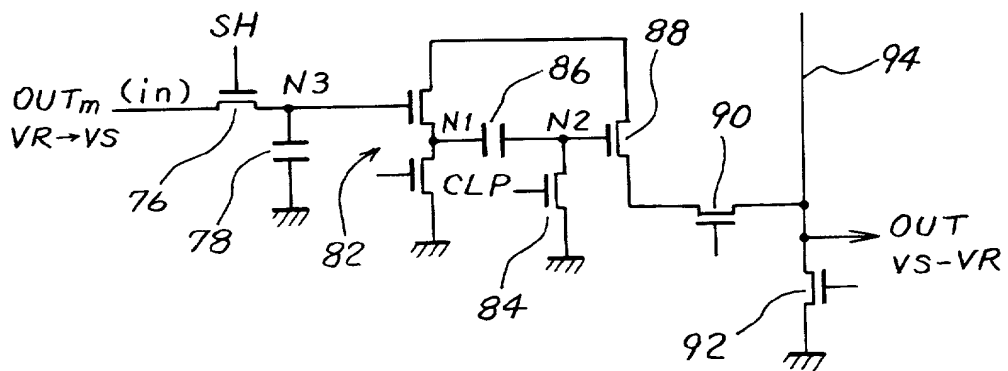 SH
88
94
86
OUTm (in)
N3
90
VR→VS
N1
N2
CLP
OUT
76
78
82
VS-VR
84
92